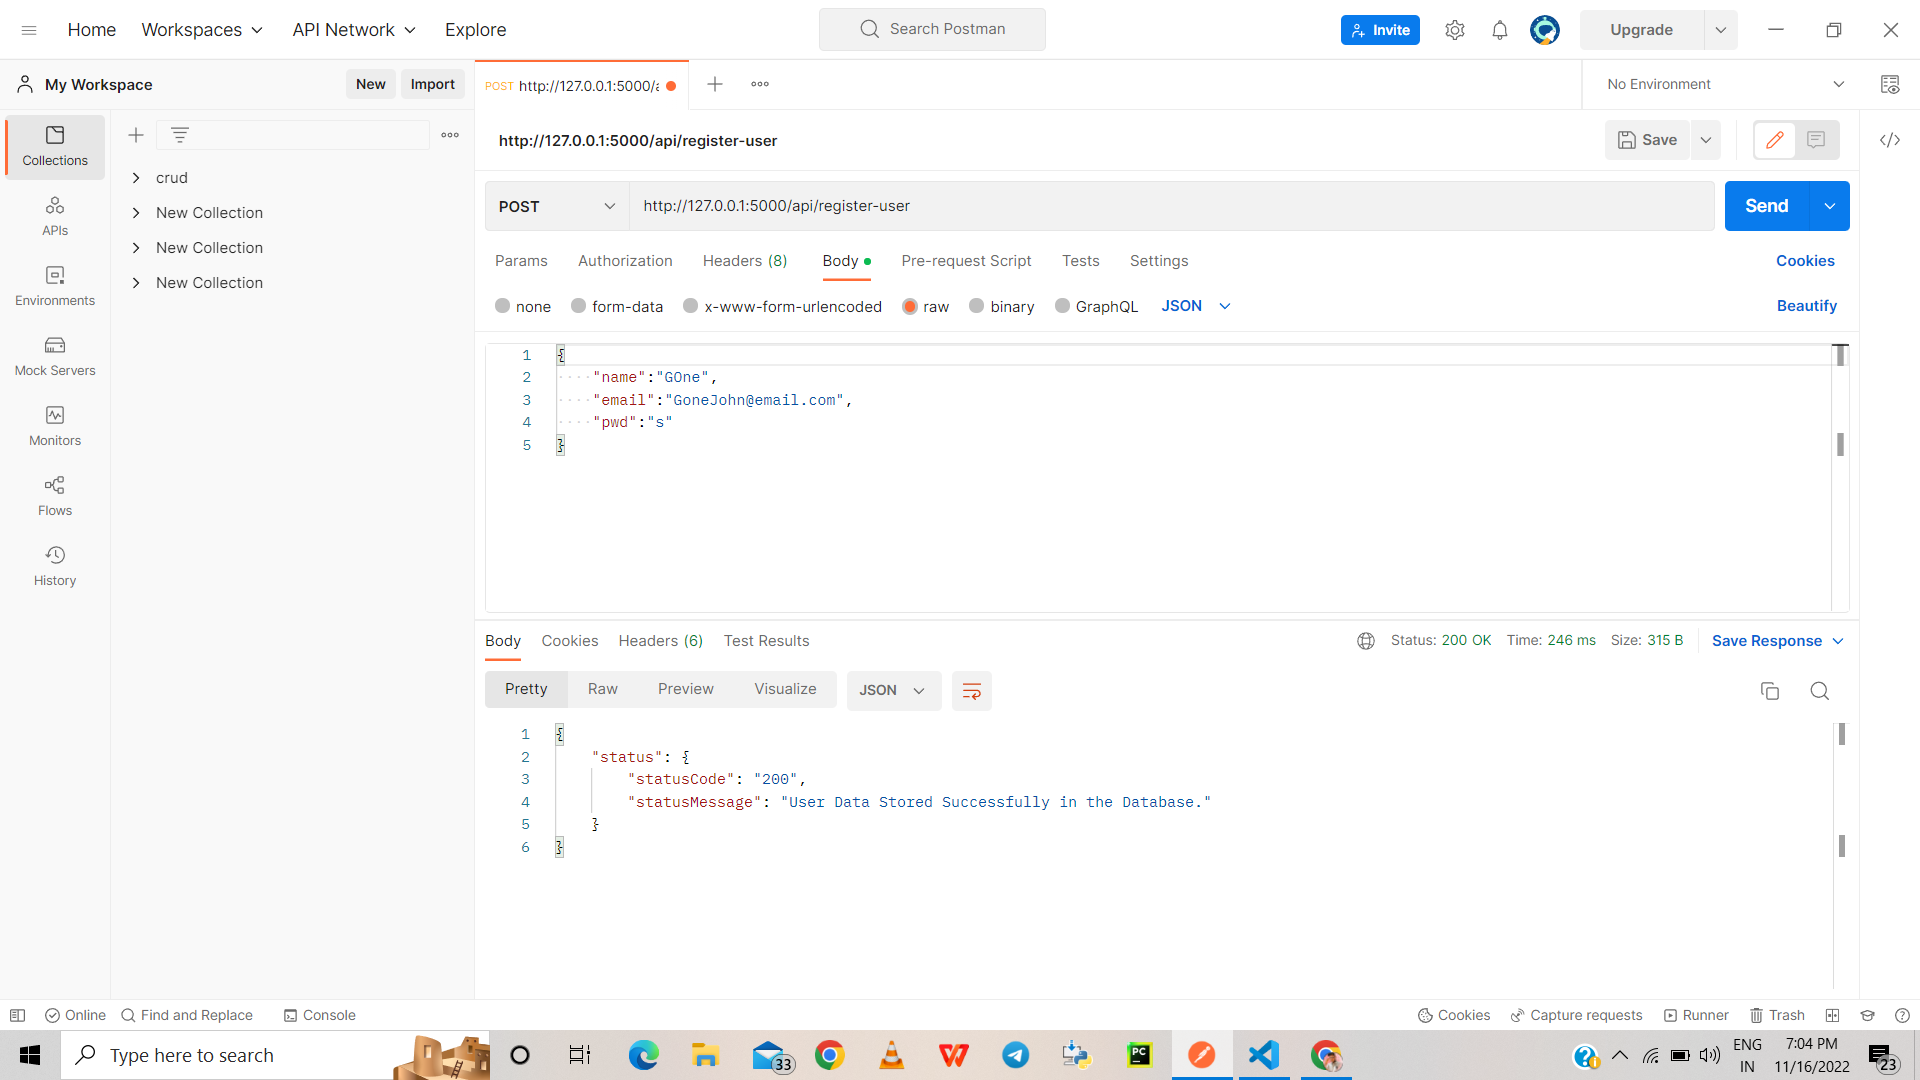 Home
Workspaces
API Network
Explore
Search Postman
Invite
Upgrade
My Workspace
New
Import
POST http://127.0.0.1:5000/a
No Environment
Collections
APIs
Environments
Mock Servers
Monitors
Flows
History
crud
New Collection
New Collection
New Collection
http://127.0.0.1:5000/api/register-user
Save
POST
http://127.0.0.1:5000/api/register-user
Send
Params
Authorization
Headers (8)
Body
Pre-request Script
Tests
Settings
Cookies
none
form-data
x-www-form-urlencoded
raw
binary
GraphQL
JSON
Beautify
1 {
2 "name":"GOne",
3 "email":"GoneJohn@email.com",
4 "pwd":"s"
5 }
Body
Cookies
Headers (6)
Test Results
Status: 200 OK
Time: 246 ms
Size: 315 B
Save Response
Pretty
Raw
Preview
Visualize
JSON
1 {
2 "status": {
3 "statusCode": "200",
4 "statusMessage": "User Data Stored Successfully in the Database."
5 }
6 }
Online
Find and Replace
Console
Cookies
Capture requests
Runner
Trash
Type here to search
33
PC
ENG
IN
7:04 PM
11/16/2022
23